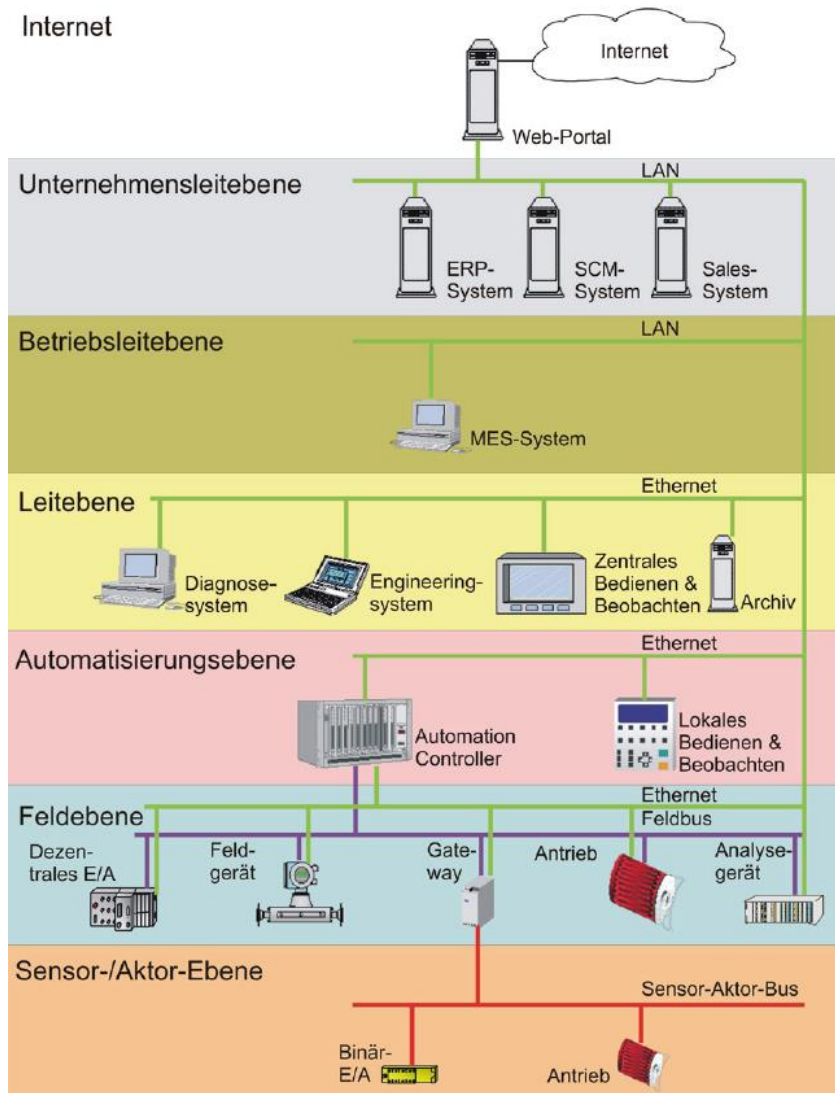 Internet
Internet
Web-Portal
Unternehmensleitebene
LAN
ERP-
System
SCM-
System
Sales-
System
Betriebsleitebene
LAN
MES-System
Leitebene
Ethernet
Diagnose-
system
Engineering-
system
Zentrales
Bedienen &
Beobachten
Archiv
Automatisierungsebene
Ethernet
Automation
Controller
Lokales
Bedienen &
Beobachten
Feldebene
Ethernet
Feldbus
Dezen-
trales E/A
Feld-
gerät
Gate-
way
Antrieb
Analyse-
gerät
Sensor-/Aktor-Ebene
Sensor-Aktor-Bus
Binär-
E/A
Antrieb